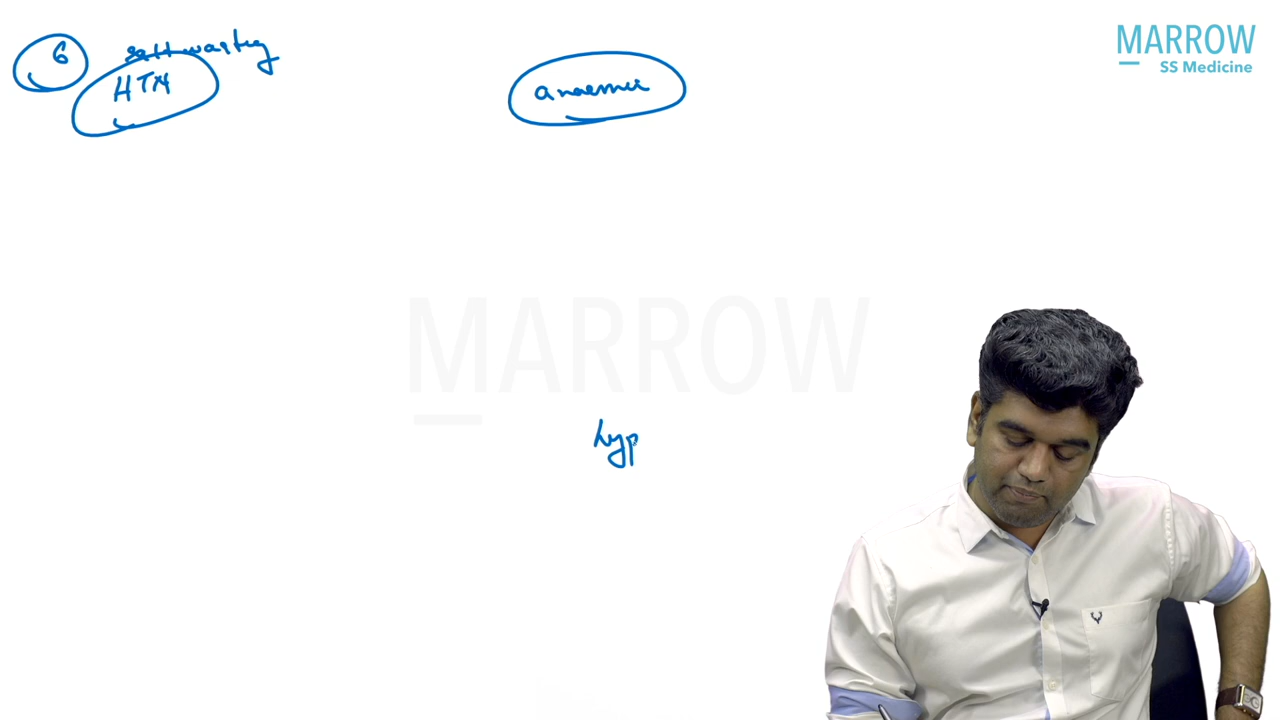 6 salt wasting
HTN
anaemia
hyp
MARROW
SS Medicine
MARROW